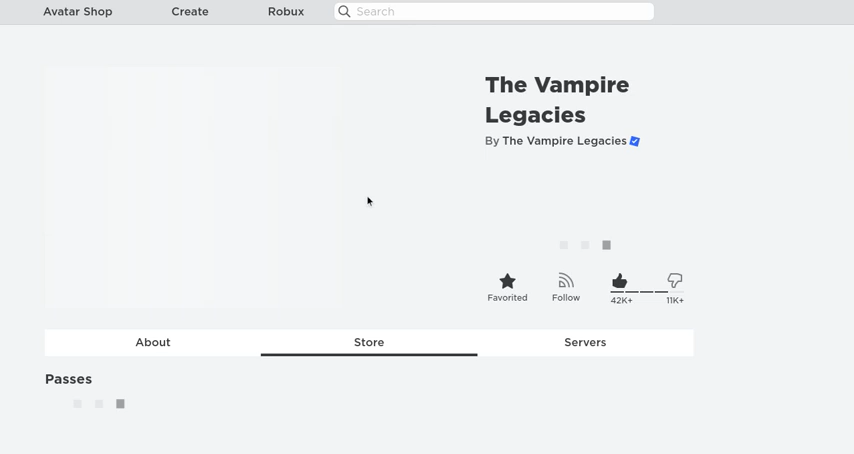 Avatar Shop Create Robux Search
The Vampire
Legacies
By The Vampire Legacies
Favorited Follow 42K+ 11K+
About Store Servers
Passes